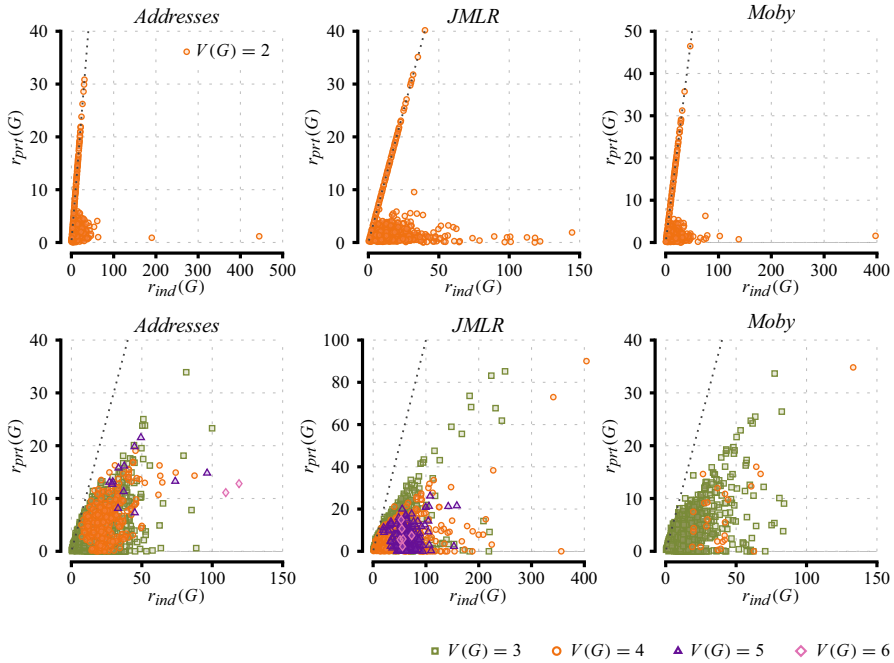 Addresses
JMLR
Moby
V(G) = 2
r_prt(G)
40
30
20
10
0
0 100 200 300 400 500
r_ind(G)
r_prt(G)
40
30
20
10
0
0 50 100 150
r_ind(G)
r_prt(G)
50
40
30
20
10
0
0 100 200 300 400
r_ind(G)
Addresses
JMLR
Moby
r_prt(G)
40
30
20
10
0
0 50 100 150
r_ind(G)
r_prt(G)
100
80
60
40
20
0
0 100 200 300 400
r_ind(G)
r_prt(G)
40
30
20
10
0
0 50 100 150
r_ind(G)
V(G) = 3 V(G) = 4 V(G) = 5 V(G) = 6